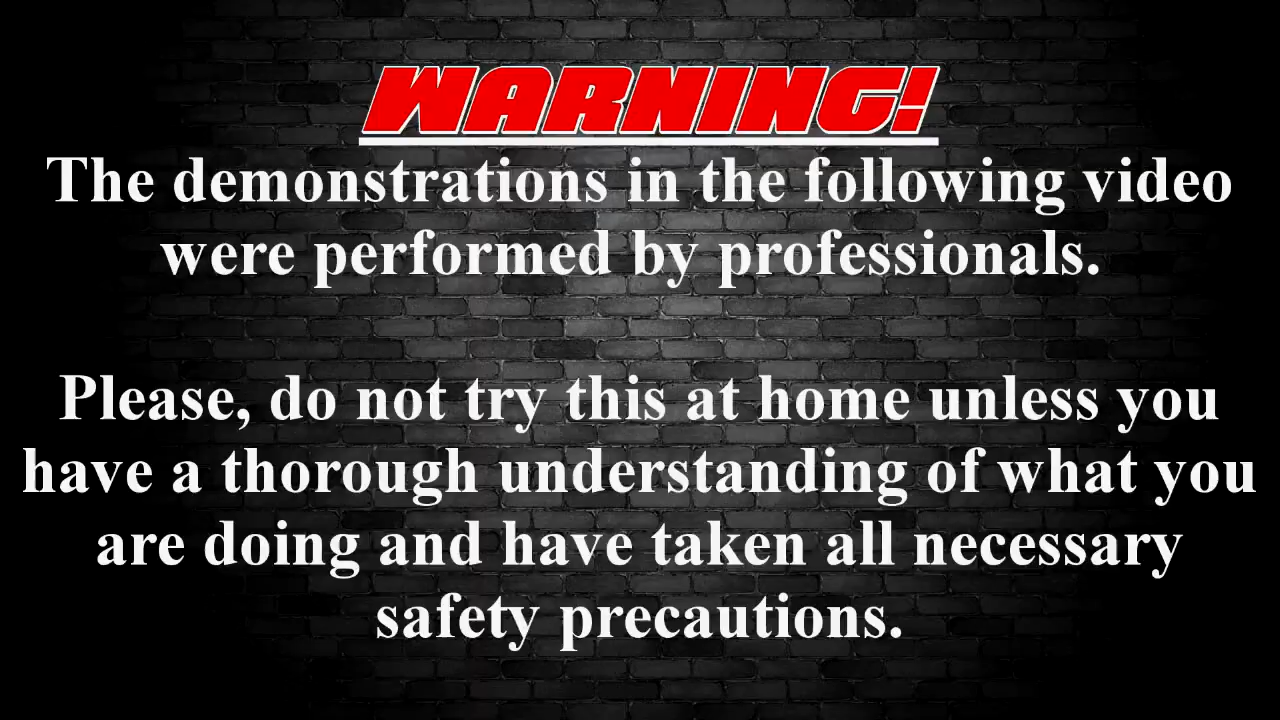 WARNING!
The demonstrations in the following video
were performed by professionals.
Please, do not try this at home unless you
have a thorough understanding of what you
are doing and have taken all necessary
safety precautions.